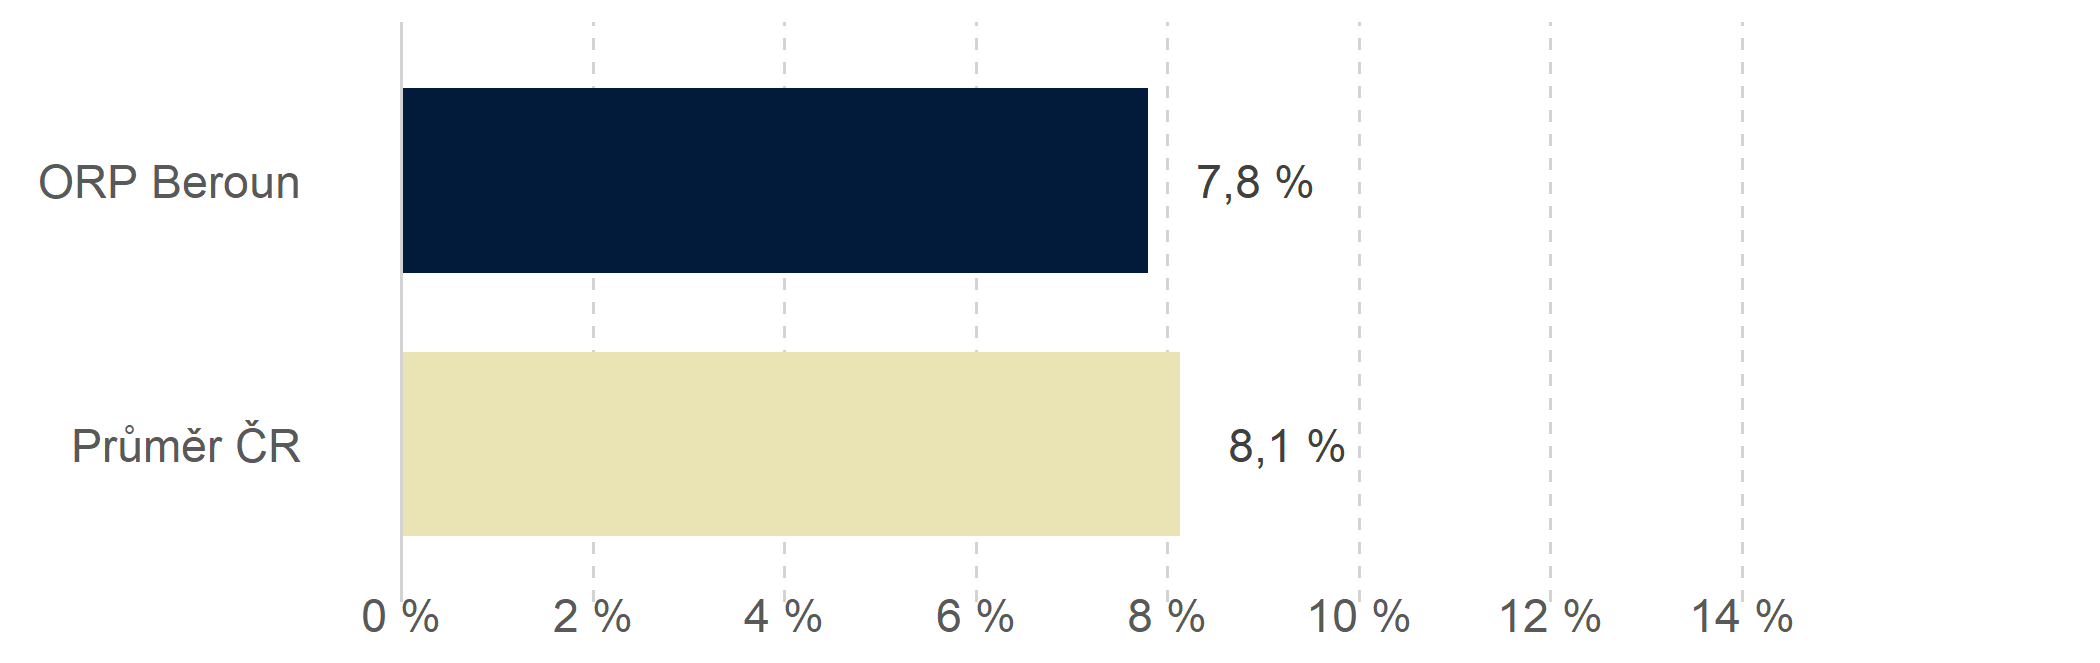 ORP Beroun
7,8 %
Průměr ČR
8,1 %
0 % 2 % 4 % 6 % 8 % 10 % 12 % 14 %